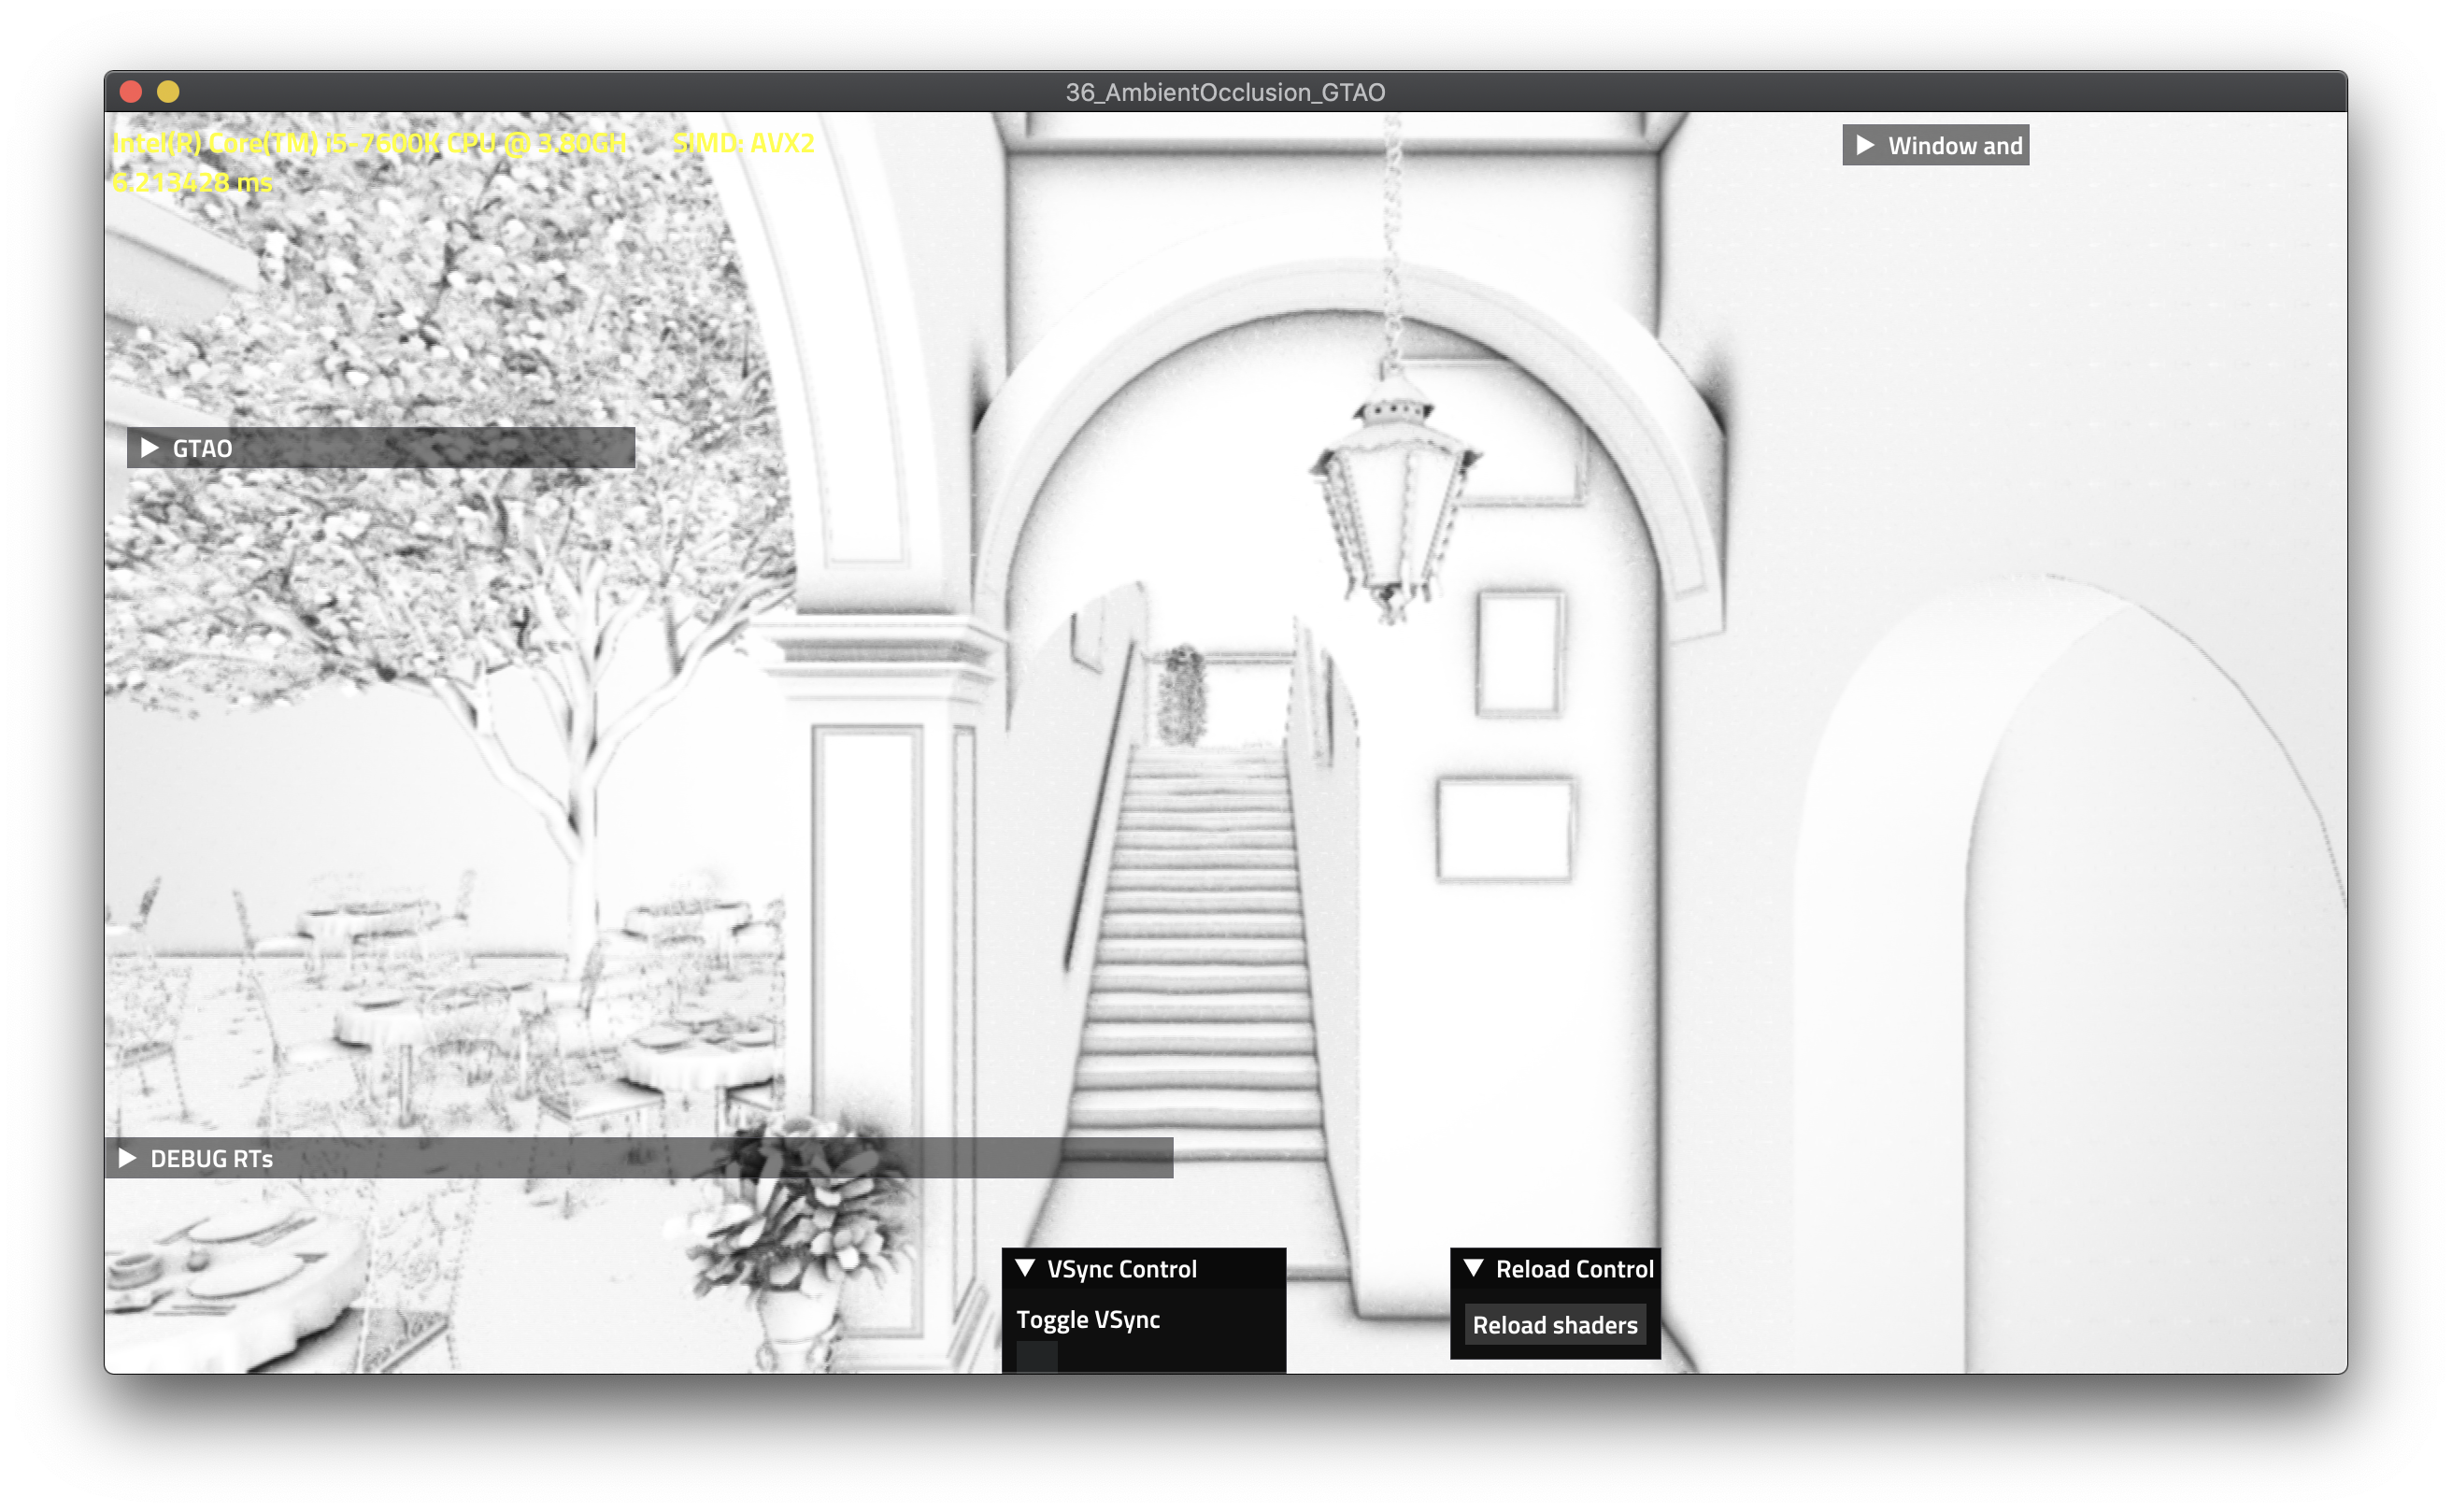 36_AmbientOcclusion_GTAO
Intel(R) Core(TM) i5-7600K CPU @ 3.80GH SIMD: AVX2
6.213428 ms
Window and
GTAO
DEBUG RTs
VSync Control
Toggle VSync
Reload Control
Reload shaders